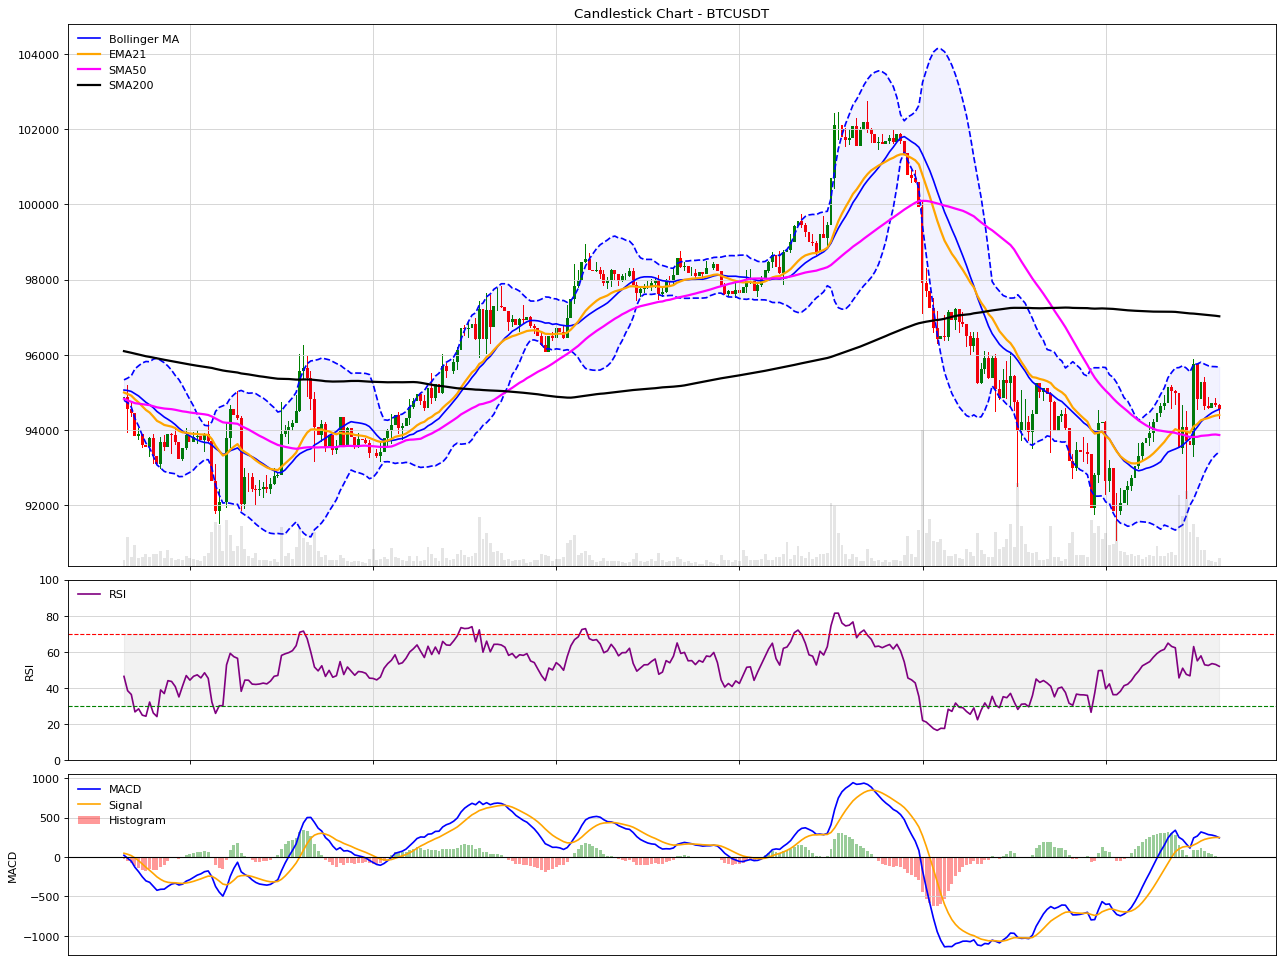 Candlestick Chart - BTCUSDT
Bollinger MA
EMA21
SMA50
SMA200
104000
102000
100000
98000
96000
94000
92000
RSI
RSI
100
80
60
40
20
0
MACD
Signal
Histogram
MACD
1000
500
0
−500
−1000